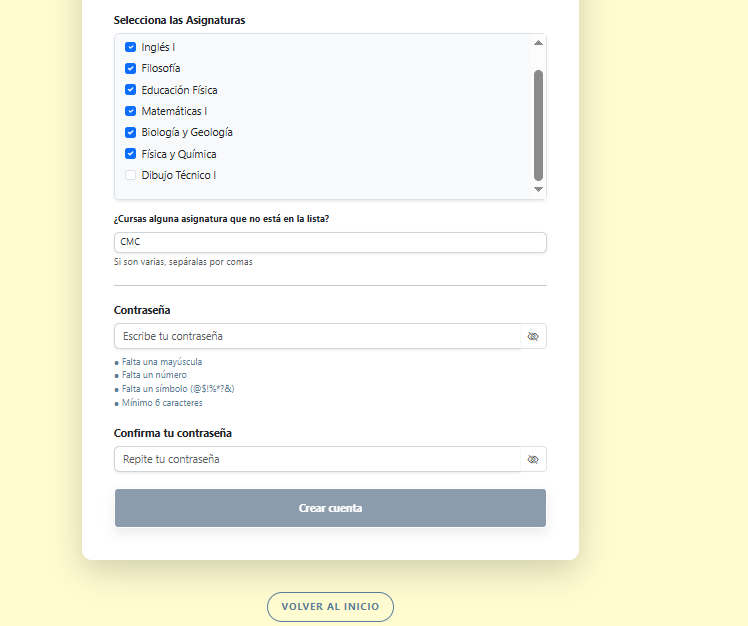 Selecciona las Asignaturas
Inglés I
Filosofía
Educación Física
Matemáticas I
Biología y Geología
Física y Química
Dibujo Técnico I
¿Cursas alguna asignatura que no está en la lista?
CMC
Si son varias, sepáralas por comas
Contraseña
Escribe tu contraseña
● Falta una mayúscula
● Falta un número
● Falta un símbolo (@$!%*?&)
● Mínimo 6 caracteres
Confirma tu contraseña
Repite tu contraseña
Crear cuenta
VOLVER AL INICIO